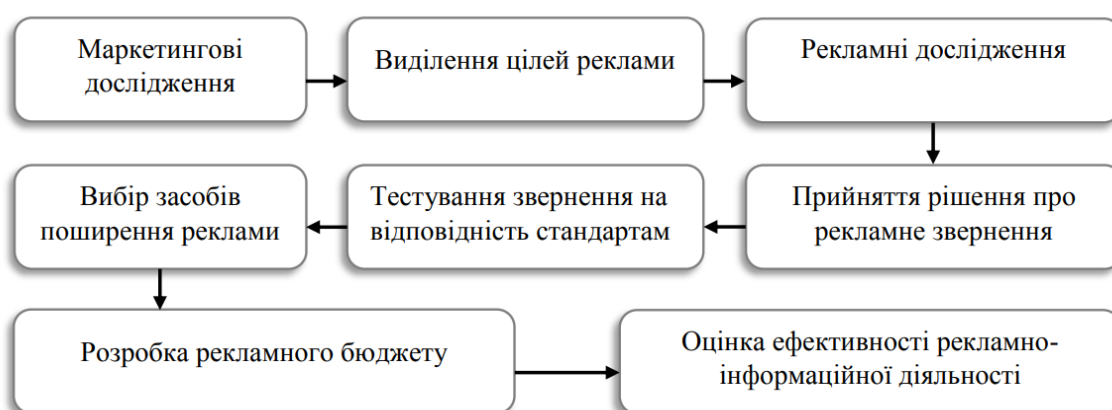 Маркетингові
дослідження
Виділення цілей реклами
Рекламні дослідження
Прийняття рішення про
рекламне звернення
Тестування звернення на
відповідність стандартам
Вибір засобів
поширення реклами
Розробка рекламного бюджету
Оцінка ефективності рекламно-
інформаційної діяльності